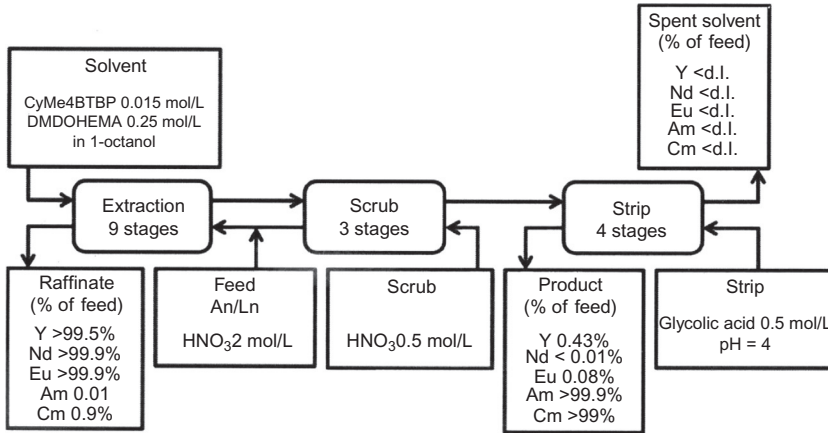 Solvent
CyMe4BTBP 0.015 mol/L
DMDOHEMA 0.25 mol/L
in 1-octanol
Spent solvent
(% of feed)
Y <d.l.
Nd <d.l.
Eu <d.l.
Am <d.l.
Cm <d.l.
Extraction
9 stages
Scrub
3 stages
Strip
4 stages
Raffinate
(% of feed)
Y >99.5%
Nd >99.9%
Eu >99.9%
Am 0.01
Cm 0.9%
Feed
An/Ln
HNO₃2 mol/L
Scrub
HNO₃0.5 mol/L
Product
(% of feed)
Y 0.43%
Nd < 0.01%
Eu 0.08%
Am >99.9%
Cm >99%
Strip
Glycolic acid 0.5 mol/L
pH = 4